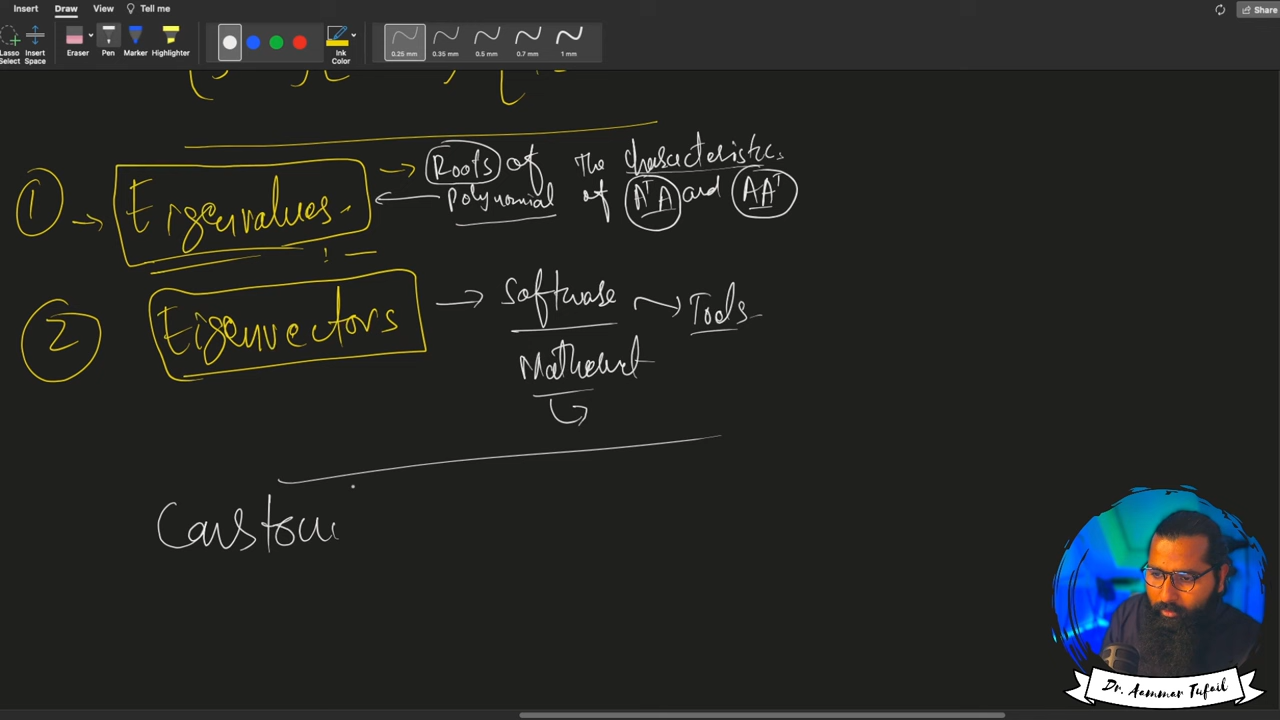 Insert Draw View Tell me Share
Lasso Select Insert Space Eraser Pen Marker Highlighter Ink Color 0.25 mm 0.35 mm 0.5 mm 0.7 mm 1 mm
① → Eigenvalues. → Roots of the characteristic.
← Polynomial of AᵀA and AAᵀ
② Eigenvectors → Software → Tools
Mathemat
Custom
Dr. Aammar Tufail